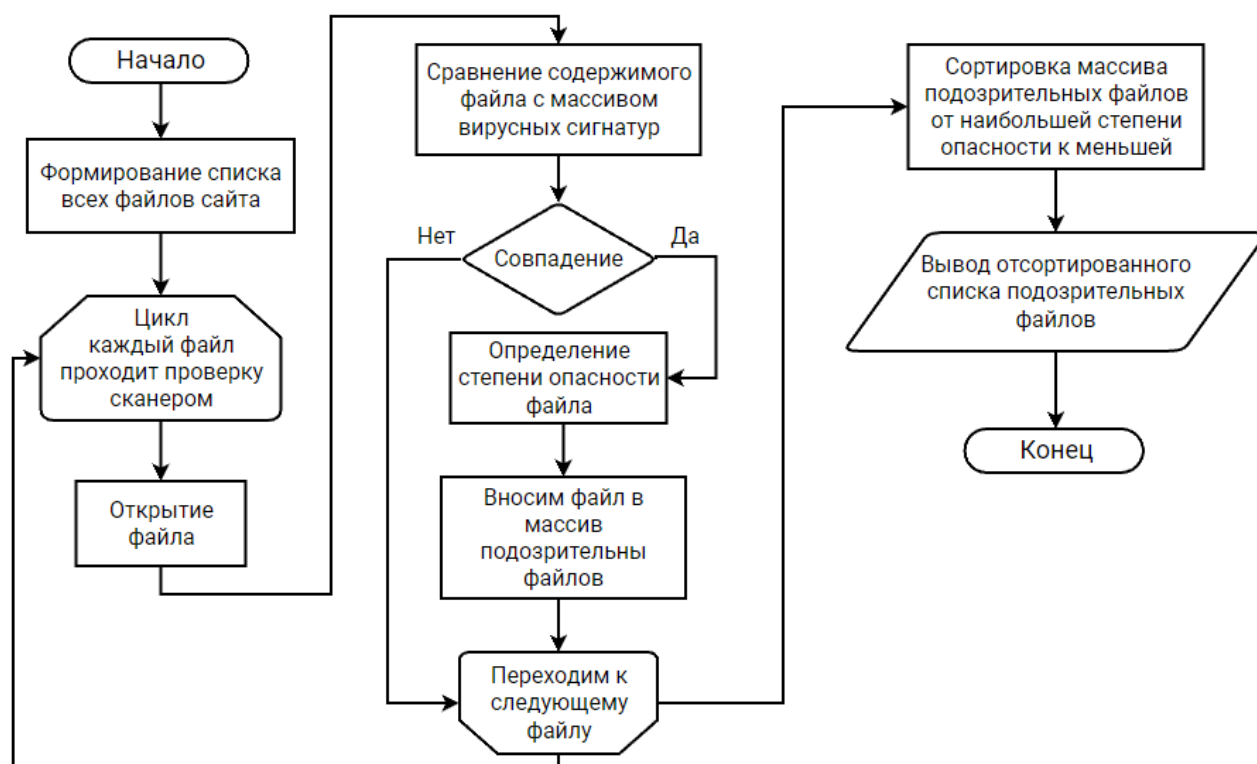 Начало
Формирование списка
всех файлов сайта
Цикл
каждый файл
проходит проверку
сканером
Открытие
файла
Сравнение содержимого
файла с массивом
вирусных сигнатур
Нет
Совпадение
Да
Определение
степени опасности
файла
Вносим файл в
массив
подозрительны
файлов
Переходим к
следующему
файлу
Сортировка массива
подозрительных файлов
от наибольшей степени
опасности к меньшей
Вывод отсортированного
списка подозрительных
файлов
Конец